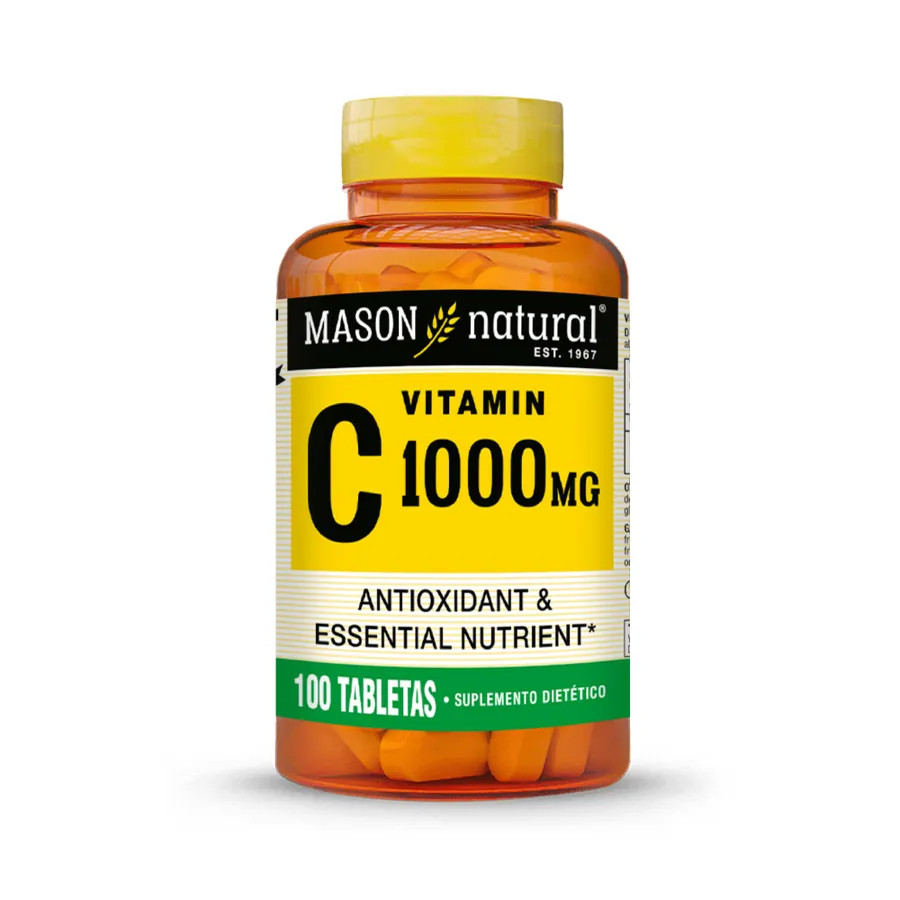 MASON natural®
EST. 1967
VITAMIN
C 1000MG
ANTIOXIDANT &
ESSENTIAL NUTRIENT*
100 TABLETAS • SUPLEMENTO DIETÉTICO